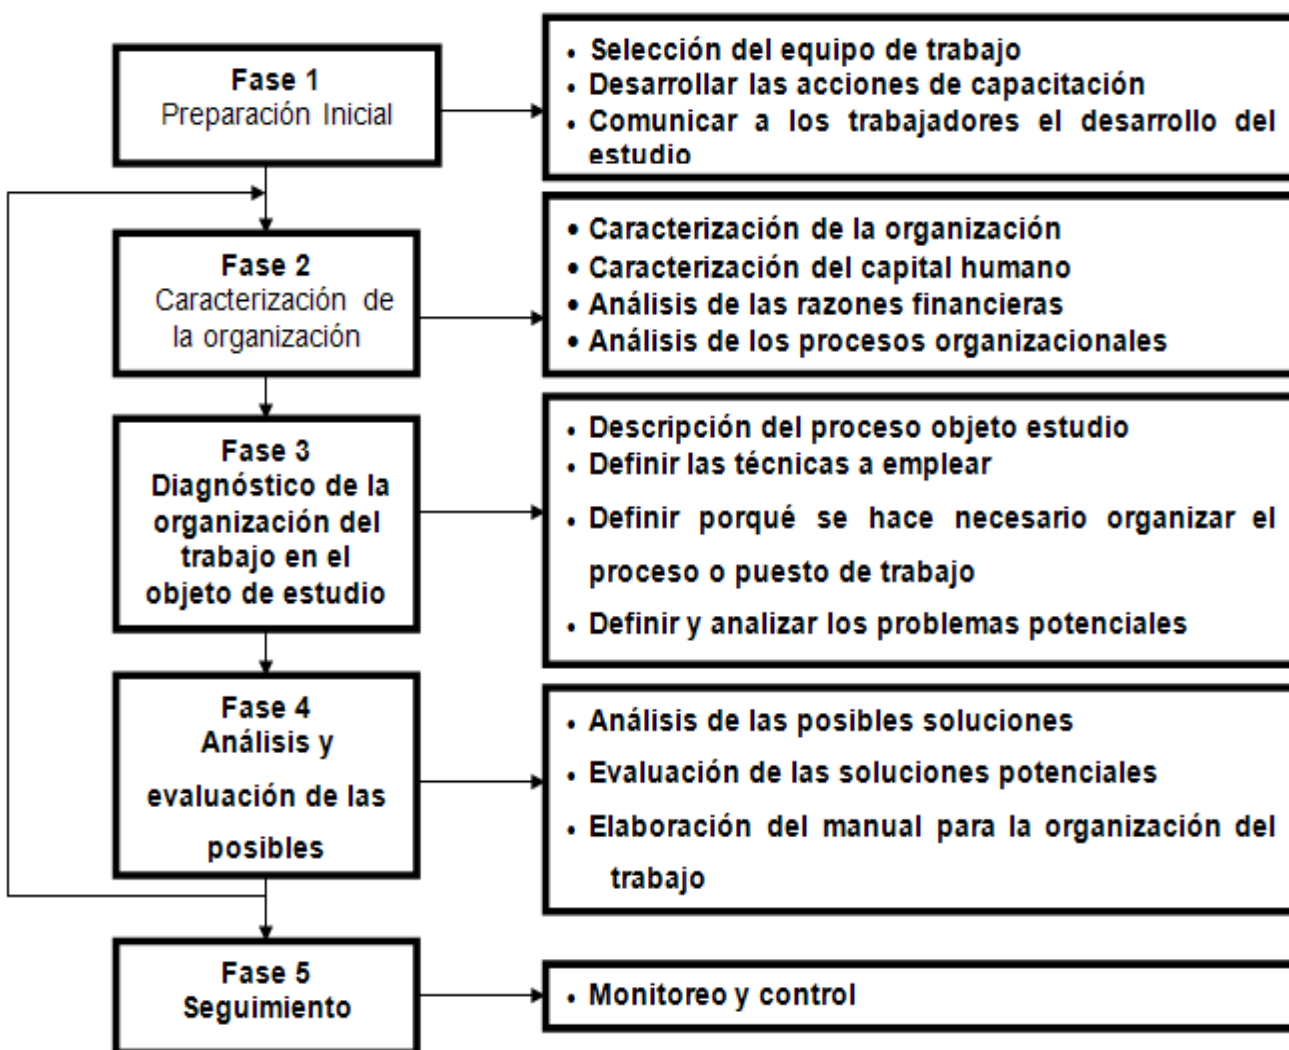 Fase 1
Preparación Inicial
• Selección del equipo de trabajo
• Desarrollar las acciones de capacitación
• Comunicar a los trabajadores el desarrollo del
estudio
Fase 2
Caracterización de
la organización
• Caracterización de la organización
• Caracterización del capital humano
• Análisis de las razones financieras
• Análisis de los procesos organizacionales
Fase 3
Diagnóstico de la
organización del
trabajo en el
objeto de estudio
• Descripción del proceso objeto estudio
• Definir las técnicas a emplear
• Definir porqué se hace necesario organizar el
proceso o puesto de trabajo
• Definir y analizar los problemas potenciales
Fase 4
Análisis y
evaluación de las
posibles
• Análisis de las posibles soluciones
• Evaluación de las soluciones potenciales
• Elaboración del manual para la organización del
trabajo
Fase 5
Seguimiento
• Monitoreo y control